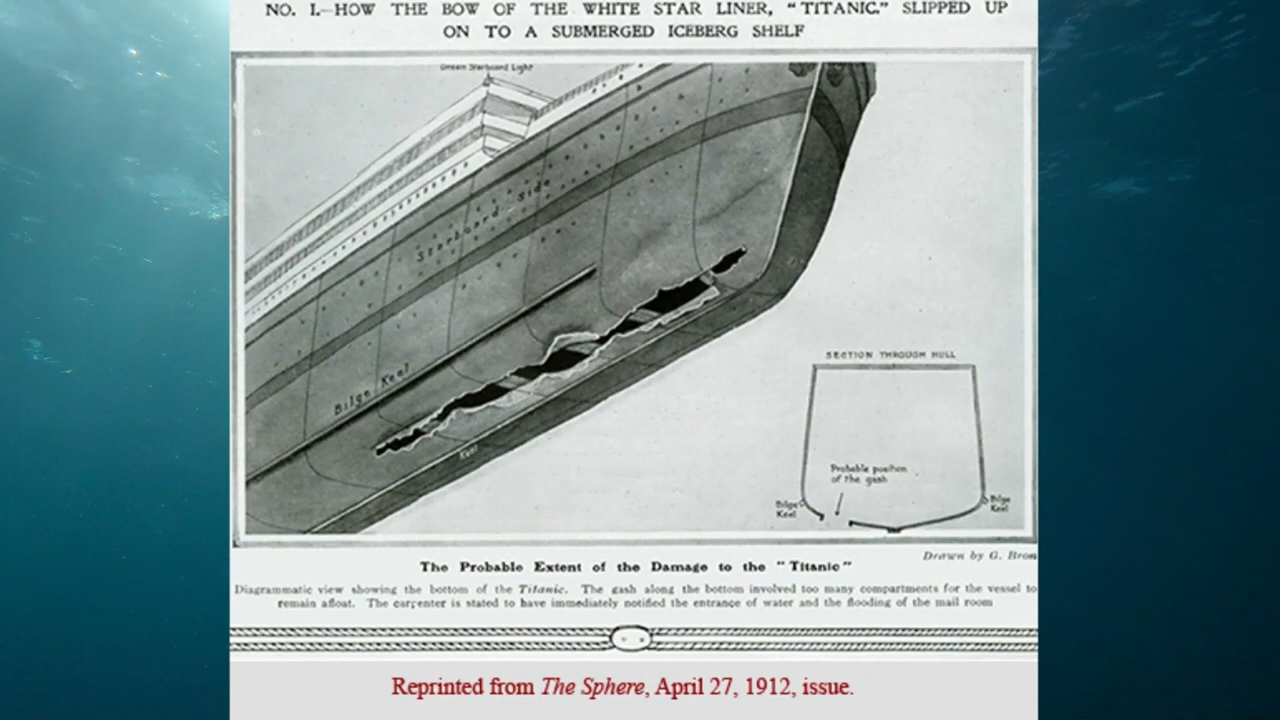 NO. I.—HOW THE BOW OF THE WHITE STAR LINER, "TITANIC," SLIPPED UP
ON TO A SUBMERGED ICEBERG SHELF
Green Starboard Light
Starboard Side
Bilge Keel
Keel
SECTION THROUGH HULL
Probable position
of the gash
Bilge
Keel
Bilge
Keel
Drawn by G. Bron
The Probable Extent of the Damage to the "Titanic"
Diagrammatic view showing the bottom of the Titanic. The gash along the bottom involved too many compartments for the vessel to
remain afloat. The carpenter is stated to have immediately notified the entrance of water and the flooding of the mail room
Reprinted from The Sphere, April 27, 1912, issue.